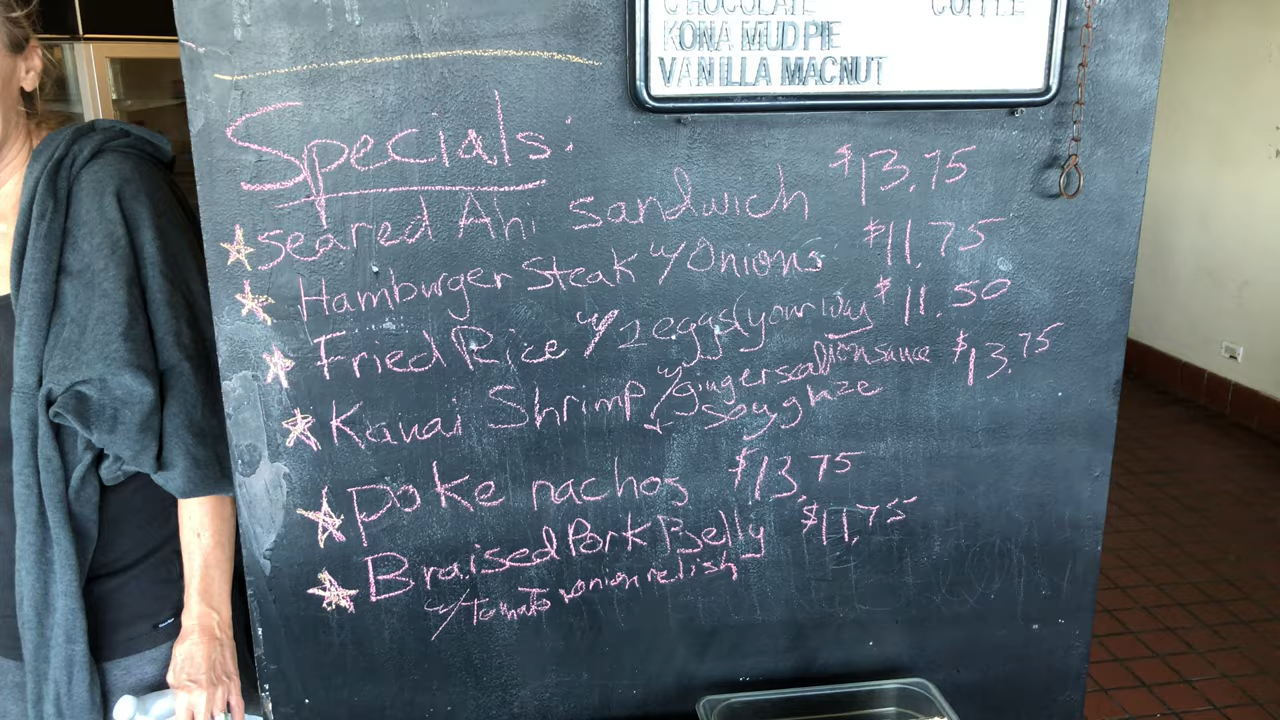 CHOCOLATE COFFEE
KONA MUD PIE
VANILLA MACNUT
Specials:
seared Ahi sandwich $13.75
Hamburger Steak w/ Onions $11.75
Fried Rice w/ 2 eggs (your way $11.50
Kauai Shrimp w/ ginger scallion sauce $13.75
soy glaze
poke nachos $13.75
Braised Pork Belly $11.75
w/ Tomato onion relish